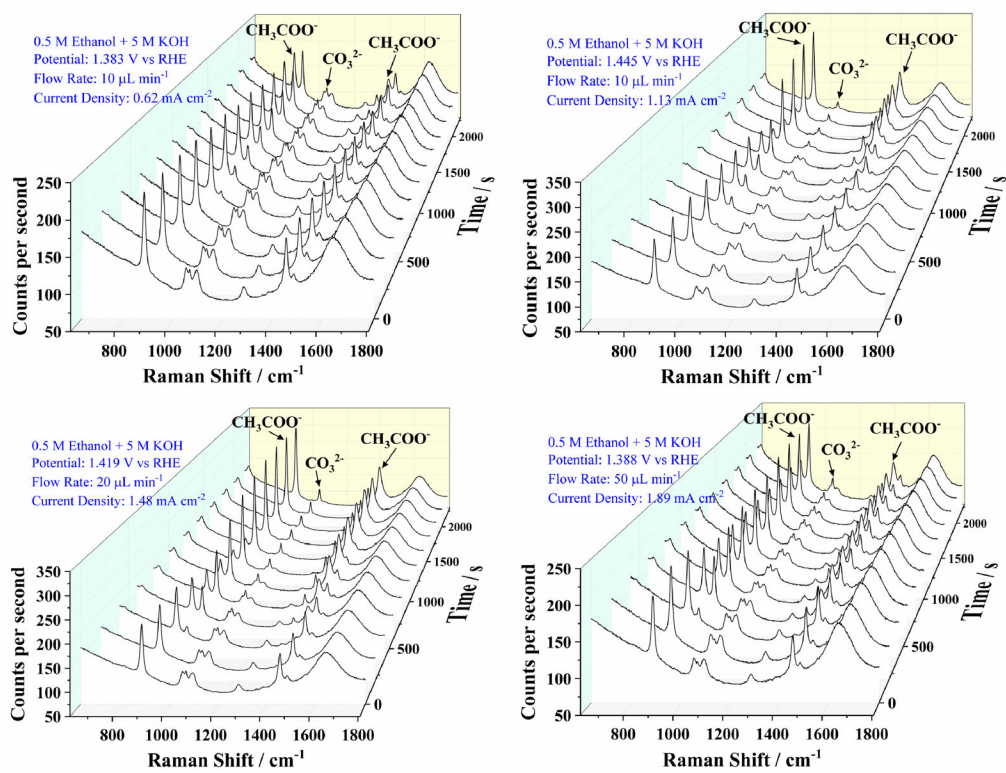 0.5 M Ethanol + 5 M KOH
Potential: 1.383 V vs RHE
Flow Rate: 10 μL min⁻¹
Current Density: 0.62 mA cm⁻²
CH₃COO⁻
CO₃²⁻
CH₃COO⁻
250
200
150
100
50
Counts per second
800 1000 1200 1400 1600 1800
Raman Shift / cm⁻¹
0
500
1000
1500
2000
Time / s
0.5 M Ethanol + 5 M KOH
Potential: 1.445 V vs RHE
Flow Rate: 10 μL min⁻¹
Current Density: 1.13 mA cm⁻²
CH₃COO⁻
CO₃²⁻
CH₃COO⁻
350
300
250
200
150
100
50
Counts per second
800 1000 1200 1400 1600 1800
Raman Shift / cm⁻¹
0
500
1000
1500
2000
Time / s
0.5 M Ethanol + 5 M KOH
Potential: 1.419 V vs RHE
Flow Rate: 20 μL min⁻¹
Current Density: 1.48 mA cm⁻²
CH₃COO⁻
CO₃²⁻
CH₃COO⁻
350
300
250
200
150
100
50
Counts per second
800 1000 1200 1400 1600 1800
Raman Shift / cm⁻¹
0
500
1000
1500
2000
Time / s
0.5 M Ethanol + 5 M KOH
Potential: 1.388 V vs RHE
Flow Rate: 50 μL min⁻¹
Current Density: 1.89 mA cm⁻²
CH₃COO⁻
CO₃²⁻
CH₃COO⁻
250
200
150
100
50
Counts per second
800 1000 1200 1400 1600 1800
Raman Shift / cm⁻¹
0
500
1000
1500
2000
Time / s